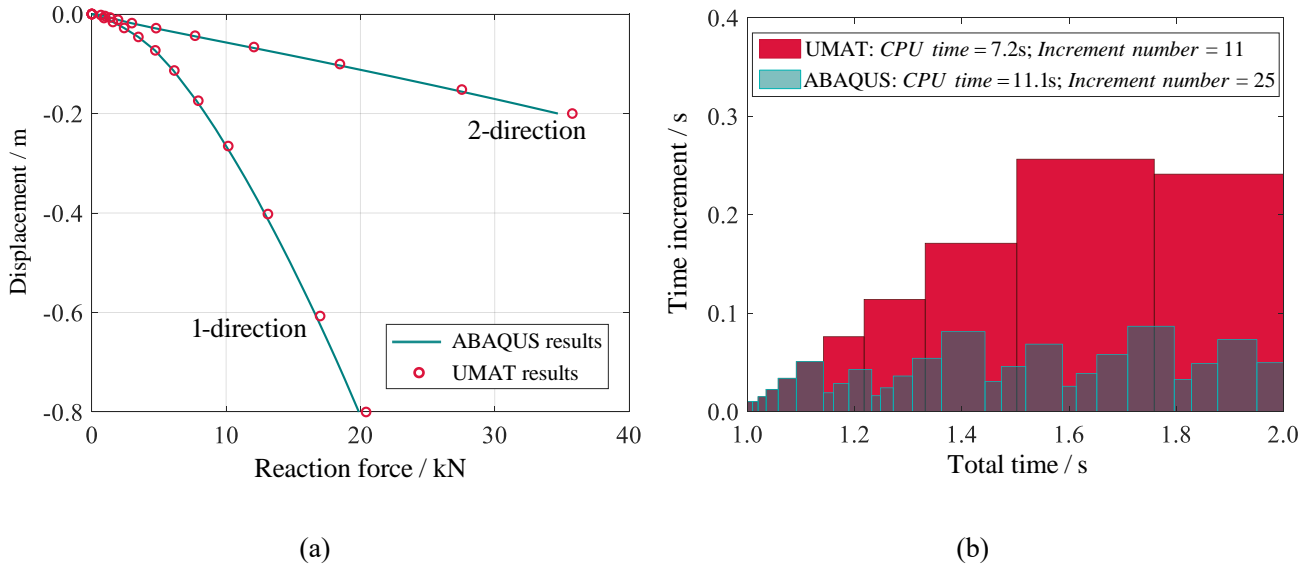 0.0
-0.2
-0.4
-0.6
-0.8
Displacement / m
2-direction
1-direction
ABAQUS results
UMAT results
0 10 20 30 40
Reaction force / kN
(a)
0.4
0.3
0.2
0.1
0.0
Time increment / s
UMAT: CPU time = 7.2s; Increment number = 11
ABAQUS: CPU time = 11.1s; Increment number = 25
1.0 1.2 1.4 1.6 1.8 2.0
Total time / s
(b)